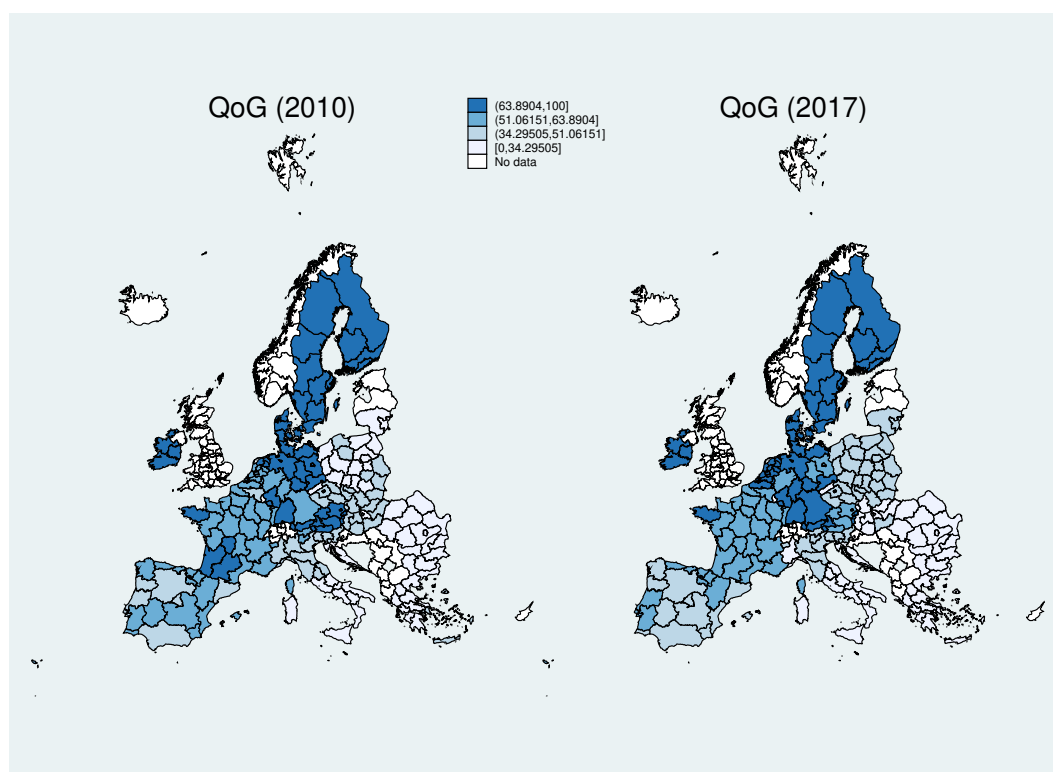 QoG (2010)
(63.8904,100]
(51.06151,63.8904]
(34.29505,51.06151]
[0,34.29505]
No data
QoG (2017)